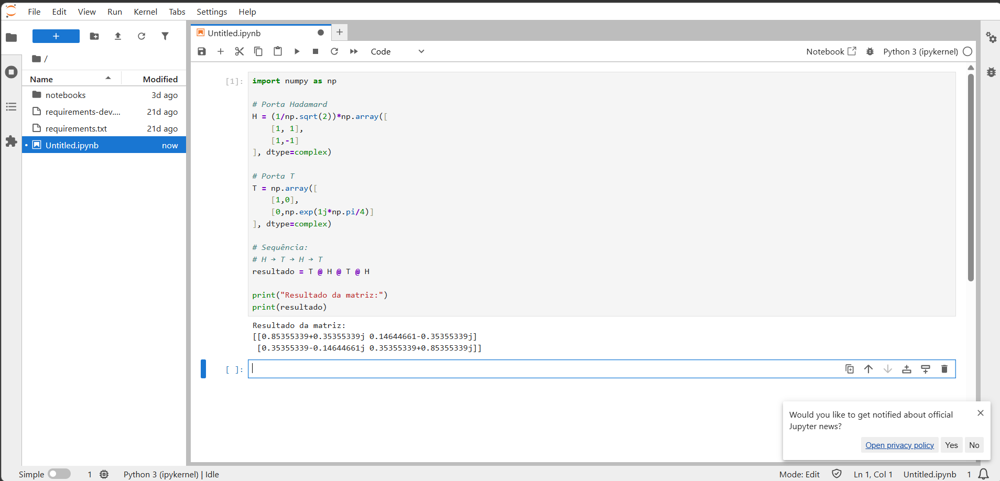 File Edit View Run Kernel Tabs Settings Help
Untitled.ipynb
Code
Notebook
Python 3 (ipykernel)
/
Name Modified
notebooks 3d ago
requirements-dev.... 21d ago
requirements.txt 21d ago
Untitled.ipynb now
[1]:
import numpy as np
# Porta Hadamard
H = (1/np.sqrt(2))*np.array([
    [1, 1],
    [1,-1]
], dtype=complex)
# Porta T
T = np.array([
    [1,0],
    [0,np.exp(1j*np.pi/4)]
], dtype=complex)
# Sequência:
# H → T → H → T
resultado = T @ H @ T @ H
print("Resultado da matriz:")
print(resultado)
Resultado da matriz:
[[0.85355339+0.35355339j 0.14644661-0.35355339j]
 [0.35355339-0.14644661j 0.35355339+0.85355339j]]
[ ]:
Would you like to get notified about official
Jupyter news?
Open privacy policy Yes No
Simple 1 Python 3 (ipykernel) | Idle Mode: Edit Ln 1, Col 1 Untitled.ipynb 1